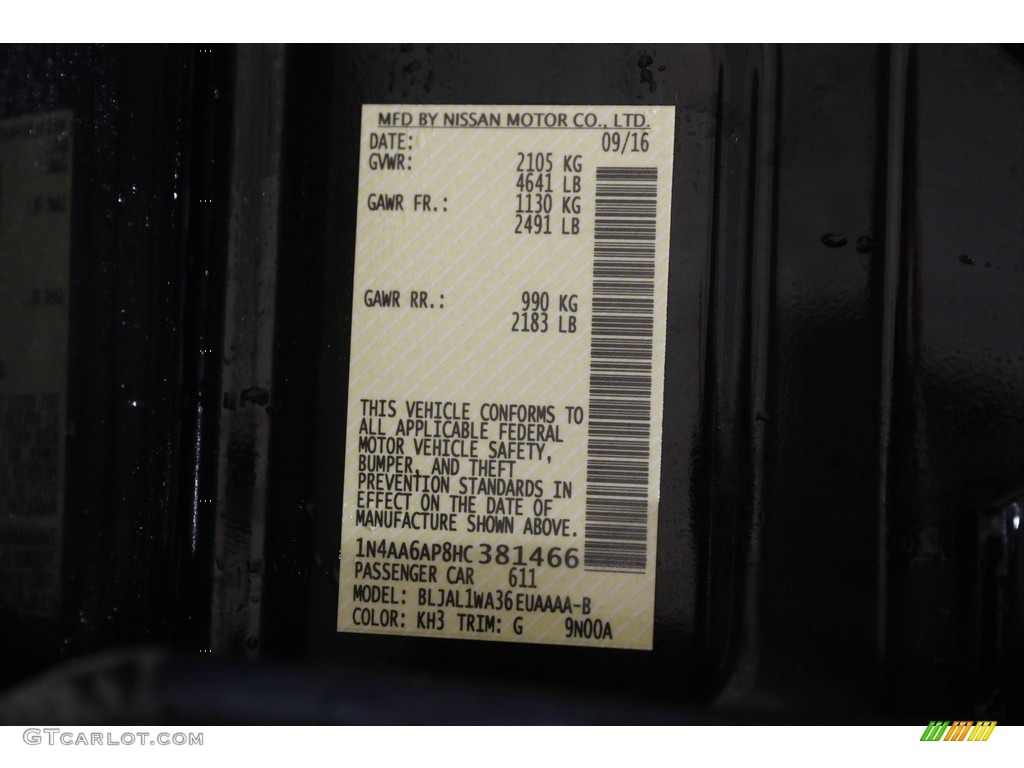 MFD BY NISSAN MOTOR CO., LTD.
DATE: 09/16
GVWR: 2105 KG
4641 LB
GAWR FR.: 1130 KG
2491 LB
GAWR RR.: 990 KG
2183 LB
THIS VEHICLE CONFORMS TO
ALL APPLICABLE FEDERAL
MOTOR VEHICLE SAFETY,
BUMPER, AND THEFT
PREVENTION STANDARDS IN
EFFECT ON THE DATE OF
MANUFACTURE SHOWN ABOVE.
1N4AA6AP8HC381466
PASSENGER CAR 611
MODEL: BLJAL1WA36EUAAAA-B
COLOR: KH3 TRIM: G 9N00A
GTCarLot.com